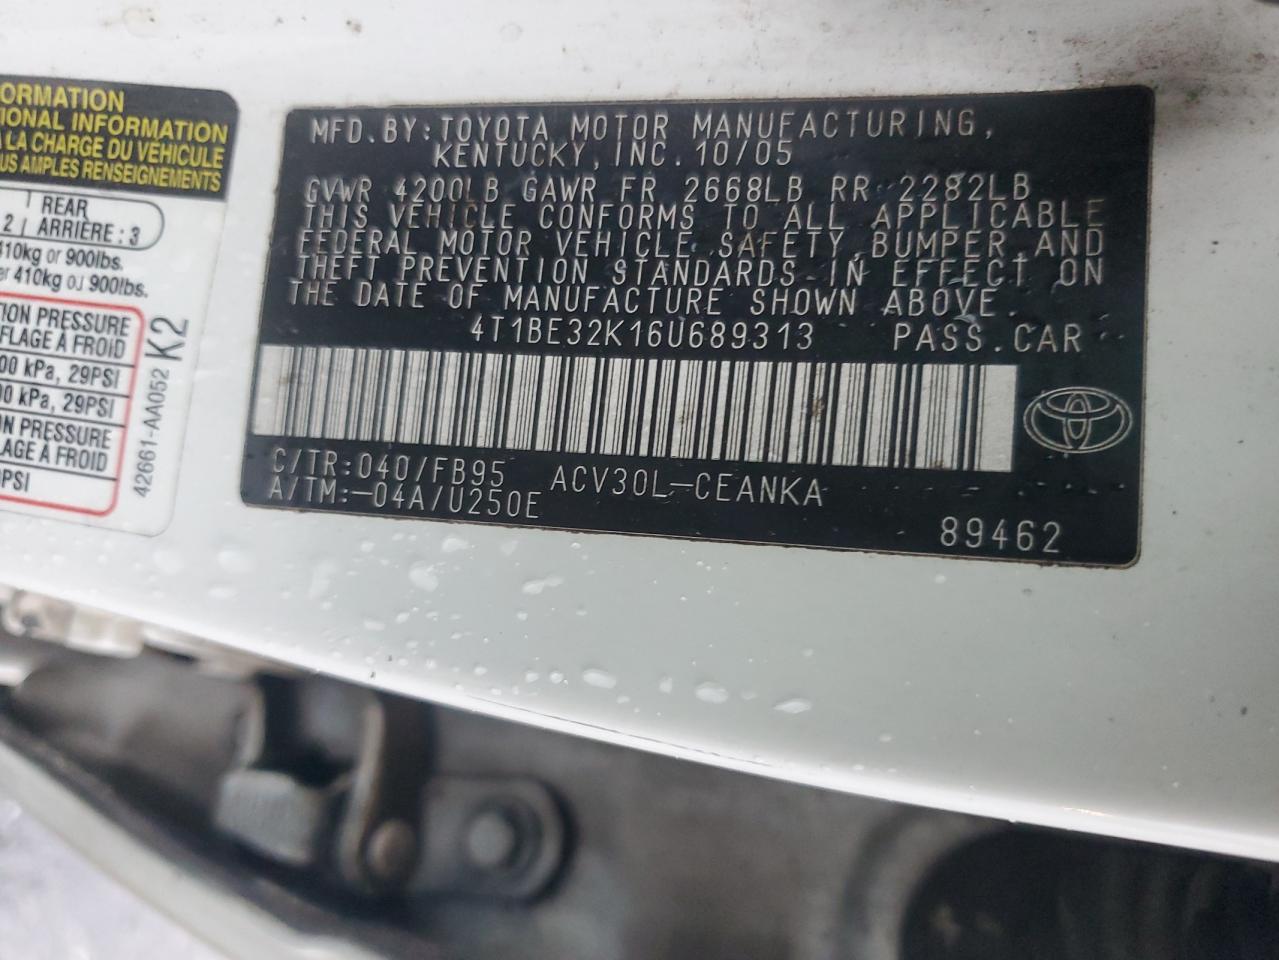 ORMATION
IONAL INFORMATION
LA CHARGE DU VÉHICULE
US AMPLES RENSEIGNEMENTS
2 REAR
ARRIÈRE : 3
410kg or 900lbs.
er 410kg ou 900lbs.
TION PRESSURE
FLAGE À FROID
00 kPa, 29PSI
00 kPa, 29PSI
ON PRESSURE
LAGE À FROID
PSI
42661-AA052 K2
MFD. BY: TOYOTA MOTOR MANUFACTURING,
KENTUCKY, INC. 10/05
GVWR 4200LB GAWR FR 2668LB RR 2282LB
THIS VEHICLE CONFORMS TO ALL APPLICABLE
FEDERAL MOTOR VEHICLE SAFETY, BUMPER, AND
THEFT PREVENTION STANDARDS IN EFFECT ON
THE DATE OF MANUFACTURE SHOWN ABOVE.
4T1BE32K16U689313 PASS. CAR
C/TR: 040/FB95 ACV30L-CEANKA
A/TM:-04A/U250E
89462